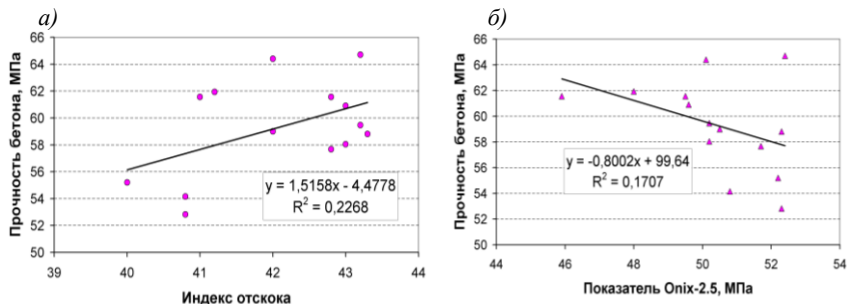 а)
Прочность бетона, МПа
66
64
62
60
58
56
54
52
50
y = 1,5158x - 4,4778
R² = 0,2268
39 40 41 42 43 44
Индекс отскока
б)
Прочность бетона, МПа
66
64
62
60
58
56
54
52
50
y = -0,8002x + 99,64
R² = 0,1707
44 46 48 50 52 54
Показатель Onix-2.5, МПа